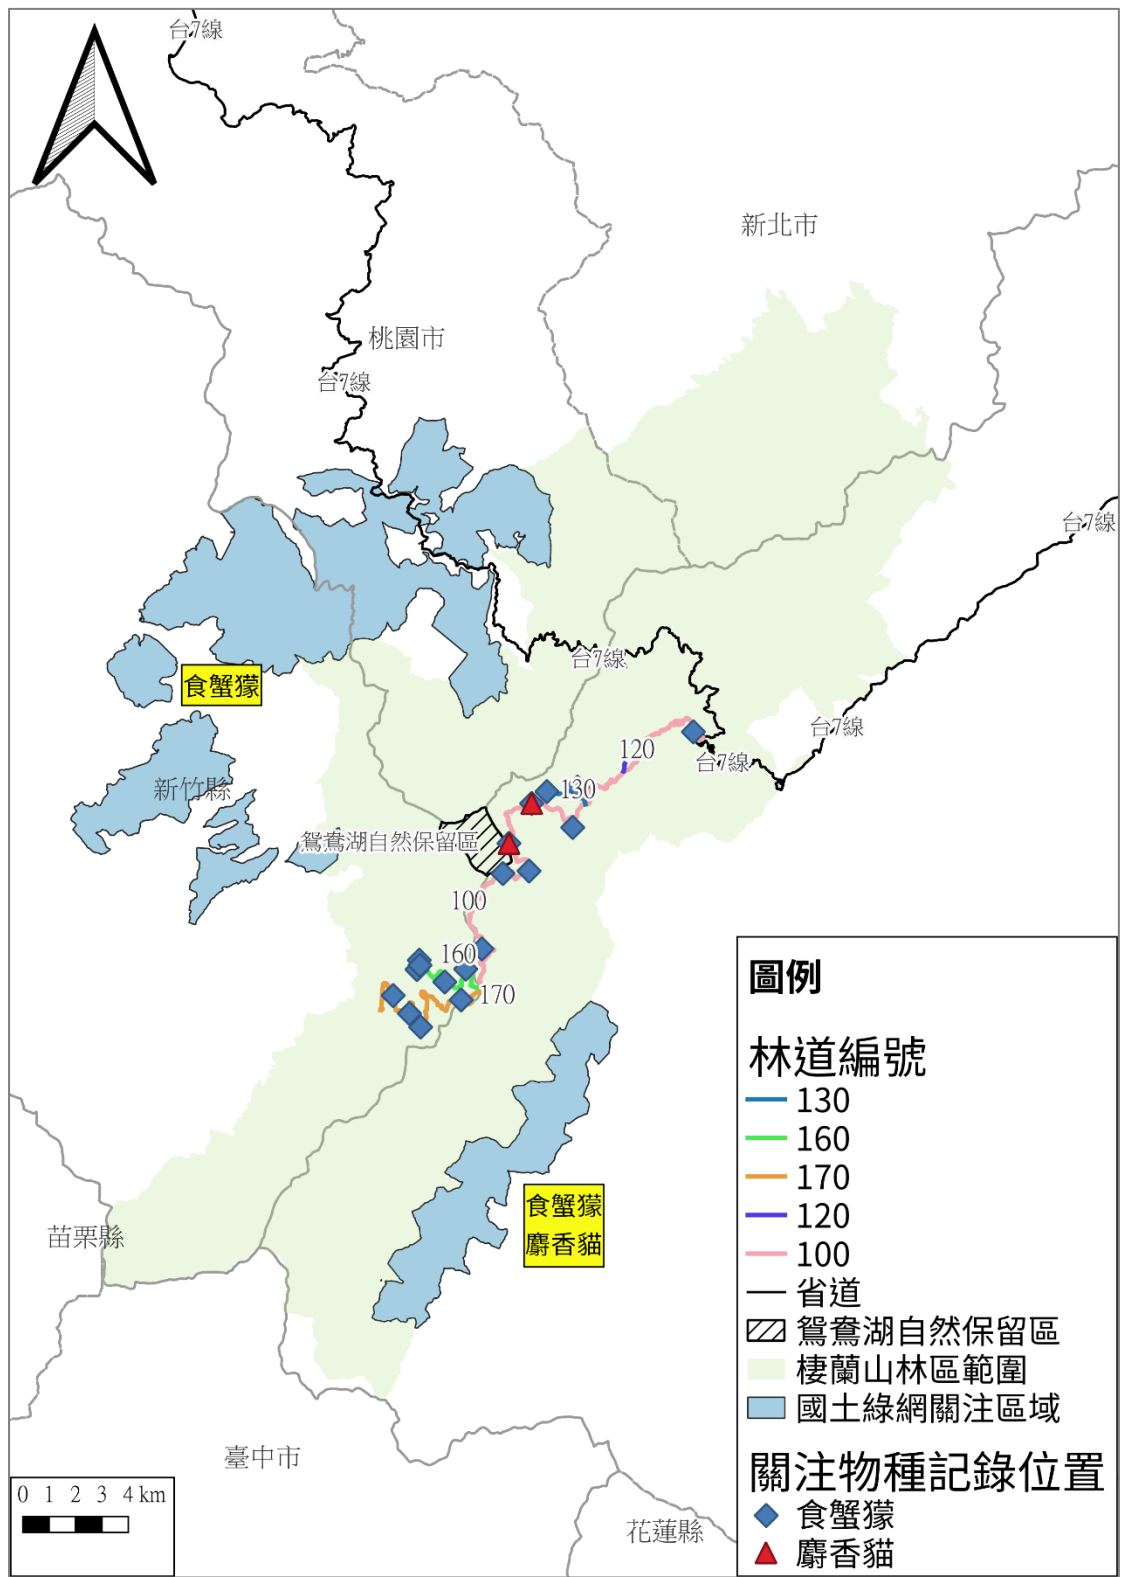 台7線
新北市
桃園市
台7線
台7線
台7線
食蟹獴
台7線
120
台7線
新竹縣
130
鴛鴦湖自然保留區
100
160
170
食蟹獴
麝香貓
苗栗縣
臺中市
花蓮縣
0 1 2 3 4 km
圖例
林道編號
130
160
170
120
100
省道
鴛鴦湖自然保留區
棲蘭山林區範圍
國土綠網關注區域
關注物種記錄位置
食蟹獴
麝香貓